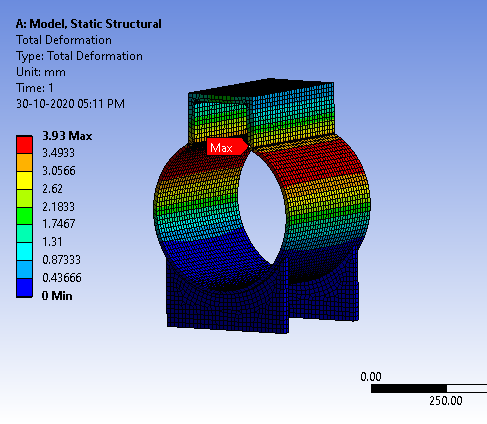 A: Model, Static Structural
Total Deformation
Type: Total Deformation
Unit: mm
Time: 1
30-10-2020 05:11 PM
3.93 Max
3.4933
3.0566
2.62
2.1833
1.7467
1.31
0.87333
0.43666
0 Min
Max
0.00
250.00